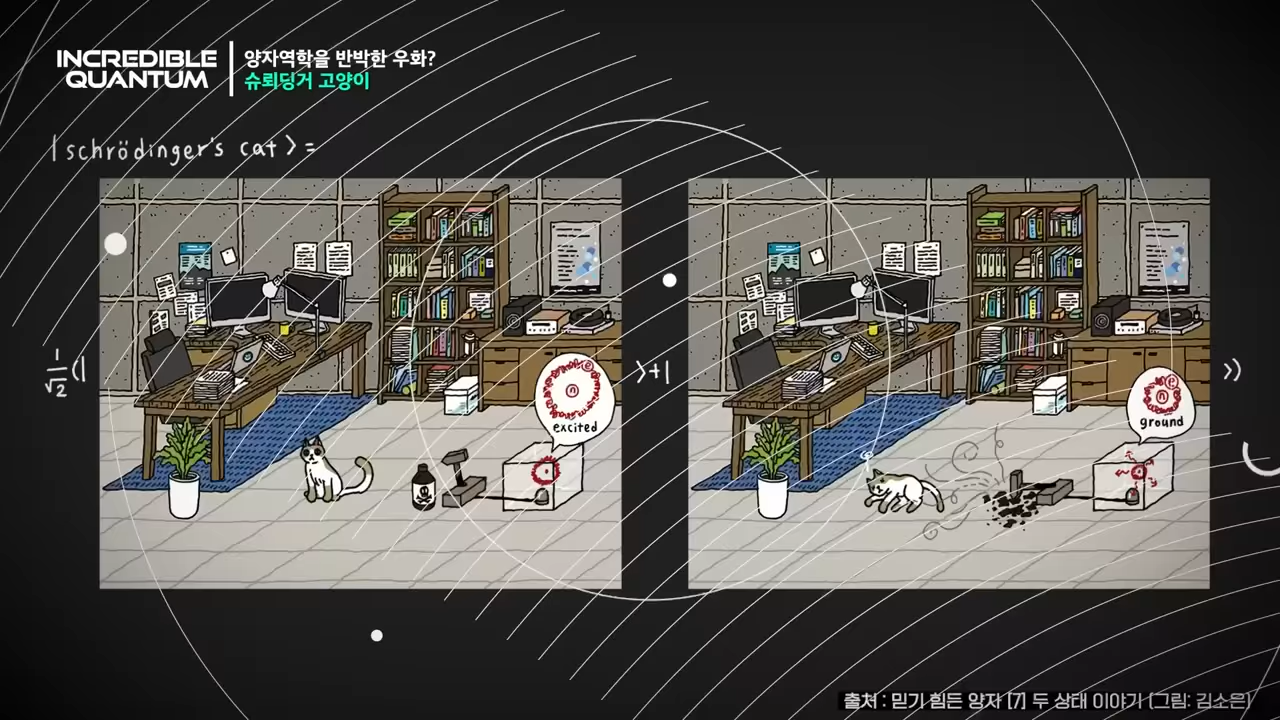 INCREDIBLE
QUANTUM
양자역학을 반박한 우화?
슈뢰딩거 고양이
|schrödinger's cat⟩=
1
√2
(|
⟩+|
⟩)
n
e
excited
n
e
ground
출처 : 믿기 힘든 양자 [7] 두 상태 이야기 (그림: 김소은)